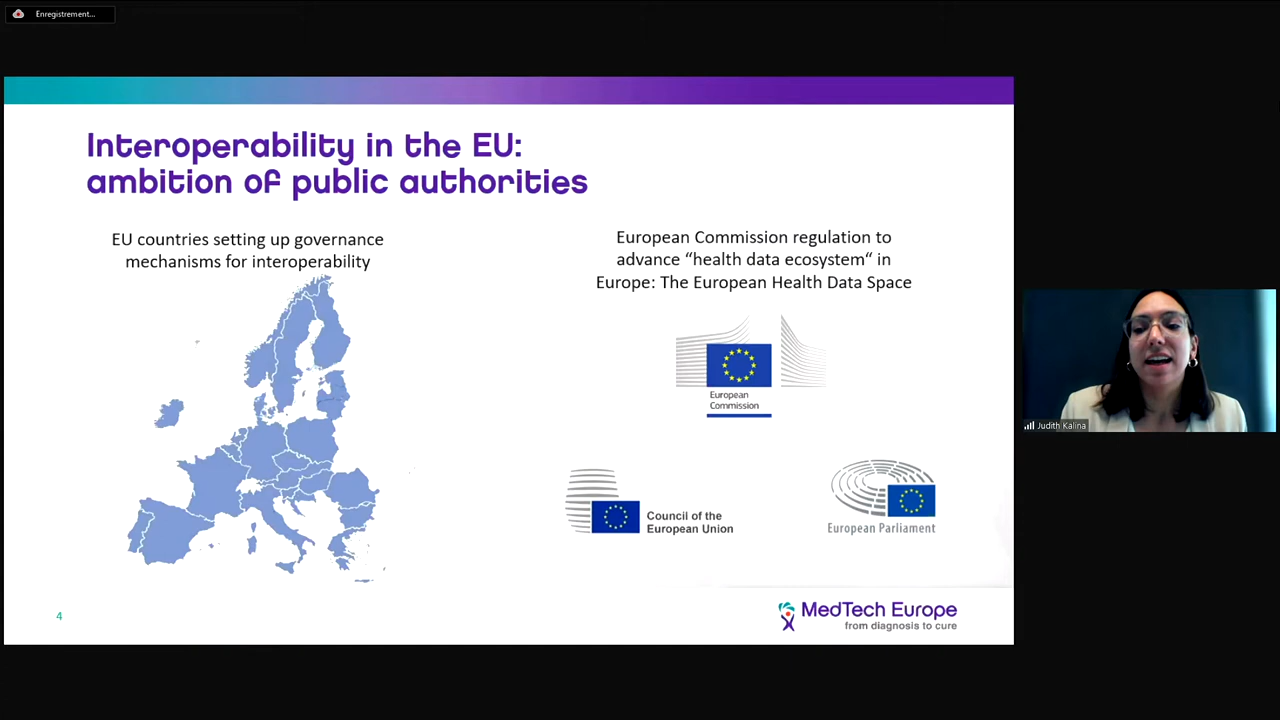 Enregistrement...
Interoperability in the EU:
ambition of public authorities
EU countries setting up governance
mechanisms for interoperability
European Commission regulation to
advance “health data ecosystem“ in
Europe: The European Health Data Space
European
Commission
Council of the
European Union
European Parliament
4
MedTech Europe
from diagnosis to cure
Judith Kalina